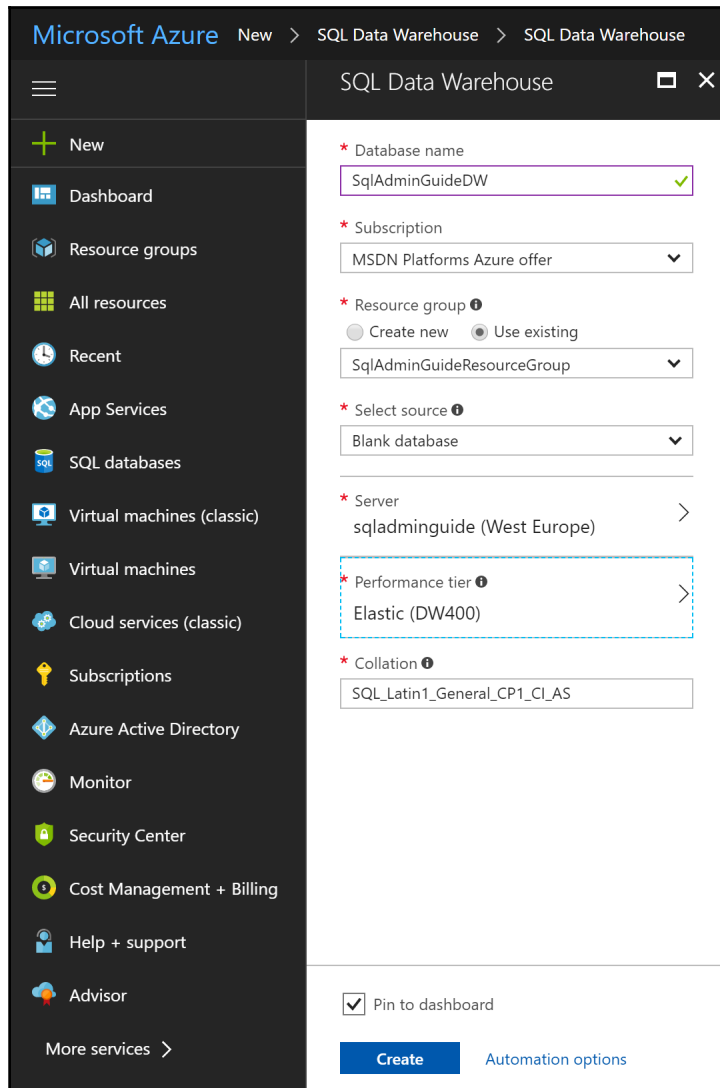 Microsoft Azure New > SQL Data Warehouse > SQL Data Warehouse
SQL Data Warehouse
New
Dashboard
Resource groups
All resources
Recent
App Services
SQL databases
SQL
Virtual machines (classic)
Virtual machines
Cloud services (classic)
Subscriptions
Azure Active Directory
Monitor
Security Center
Cost Management + Billing
Help + support
Advisor
More services >
* Database name
SqlAdminGuideDW
* Subscription
MSDN Platforms Azure offer
* Resource group
Create new Use existing
SqlAdminGuideResourceGroup
* Select source
Blank database
* Server
sqladminguide (West Europe)
* Performance tier
Elastic (DW400)
* Collation
SQL_Latin1_General_CP1_CI_AS
Pin to dashboard
Create Automation options